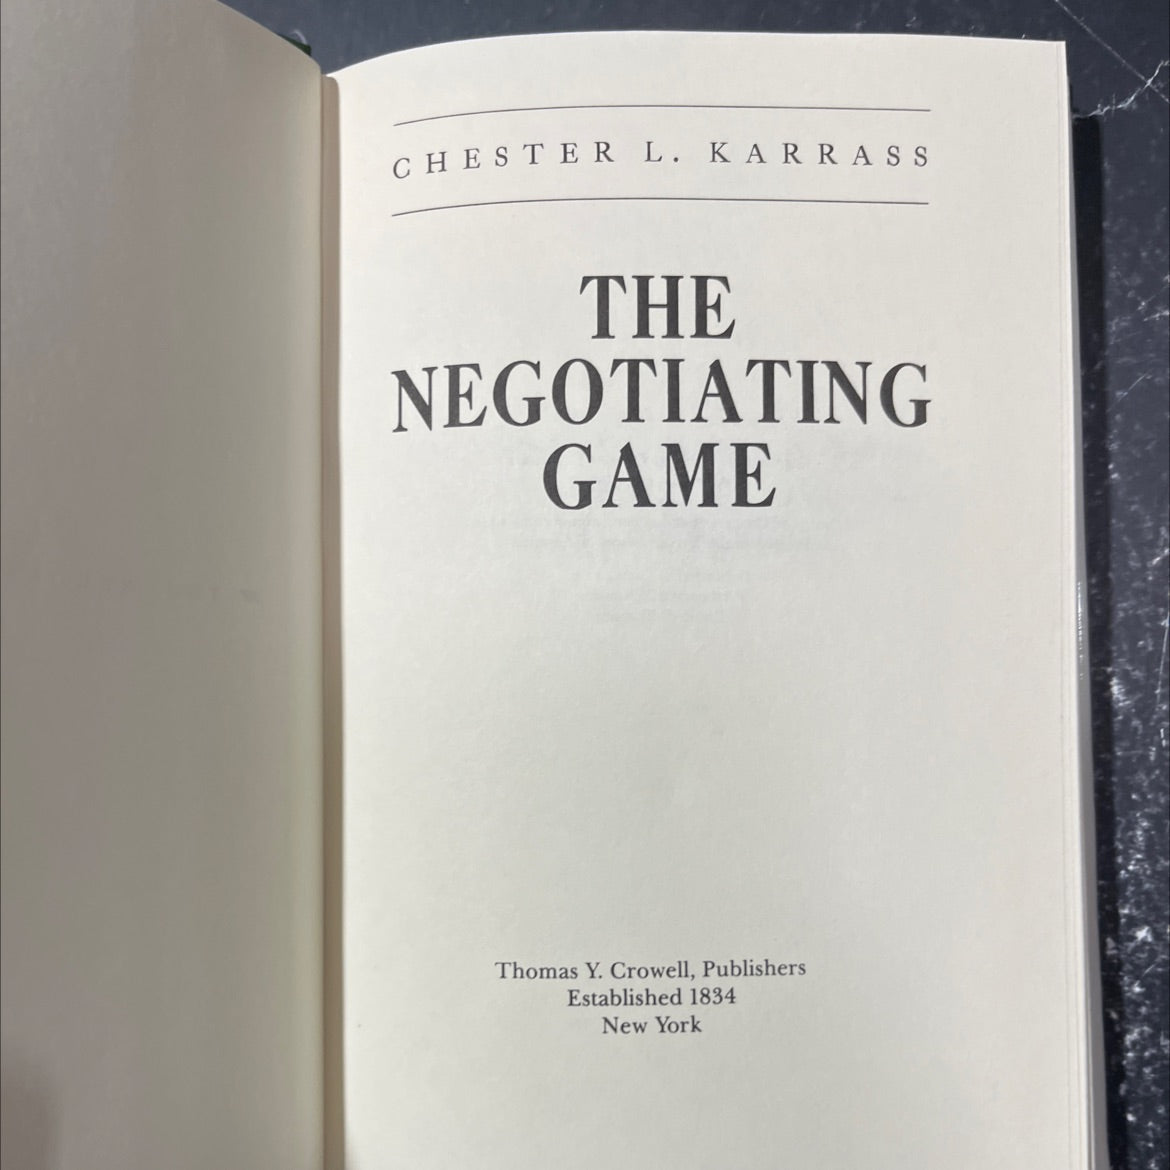 CHESTER L. KARRASS
THE
NEGOTIATING
GAME
Thomas Y. Crowell, Publishers
Established 1834
New York